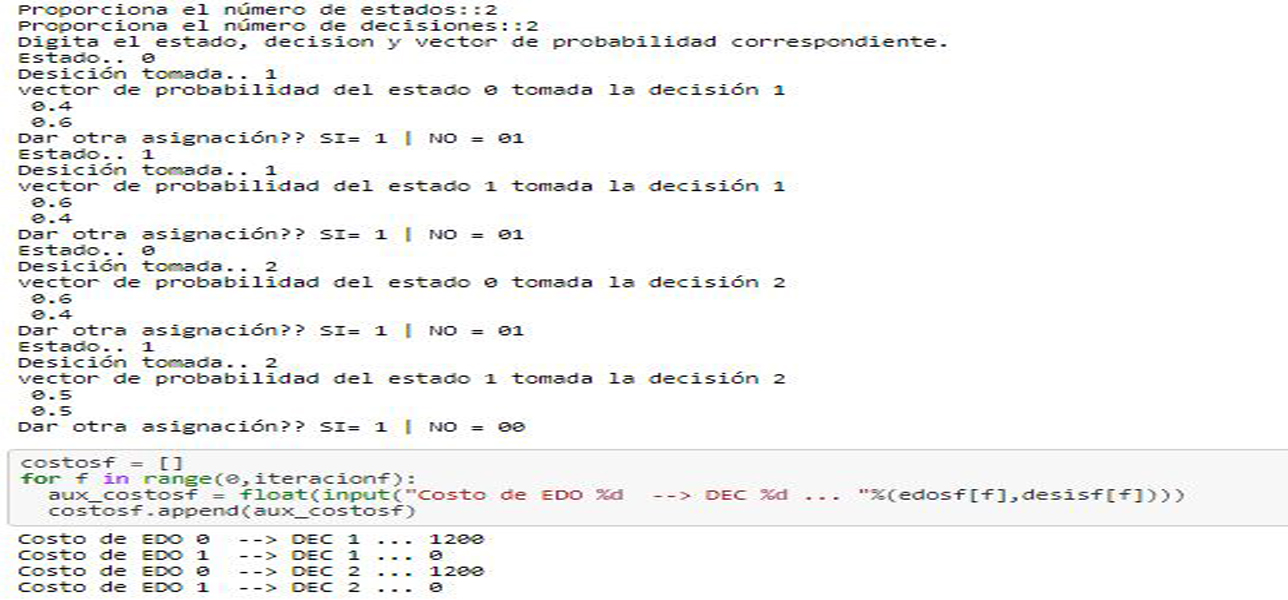 Proporciona el número de estados::2
Proporciona el número de decisiones::2
Digita el estado, decision y vector de probabilidad correspondiente.
Estado.. 0
Desición tomada.. 1
vector de probabilidad del estado 0 tomada la decisión 1
0.4
0.6
Dar otra asignación?? SI= 1 | NO = 01
Estado.. 1
Desición tomada.. 1
vector de probabilidad del estado 1 tomada la decisión 1
0.6
0.4
Dar otra asignación?? SI= 1 | NO = 01
Estado.. 0
Desición tomada.. 2
vector de probabilidad del estado 0 tomada la decisión 2
0.6
0.4
Dar otra asignación?? SI= 1 | NO = 01
Estado.. 1
Desición tomada.. 2
vector de probabilidad del estado 1 tomada la decisión 2
0.5
0.5
Dar otra asignación?? SI= 1 | NO = 00
costosf = []
for f in range(0,iteracionf):
  aux_costosf = float(input("Costo de EDO %d  --> DEC %d ... "%(edosf[f],desisf[f])))
  costosf.append(aux_costosf)
Costo de EDO 0  --> DEC 1 ... 1200
Costo de EDO 1  --> DEC 1 ... 0
Costo de EDO 0  --> DEC 2 ... 1200
Costo de EDO 1  --> DEC 2 ... 0